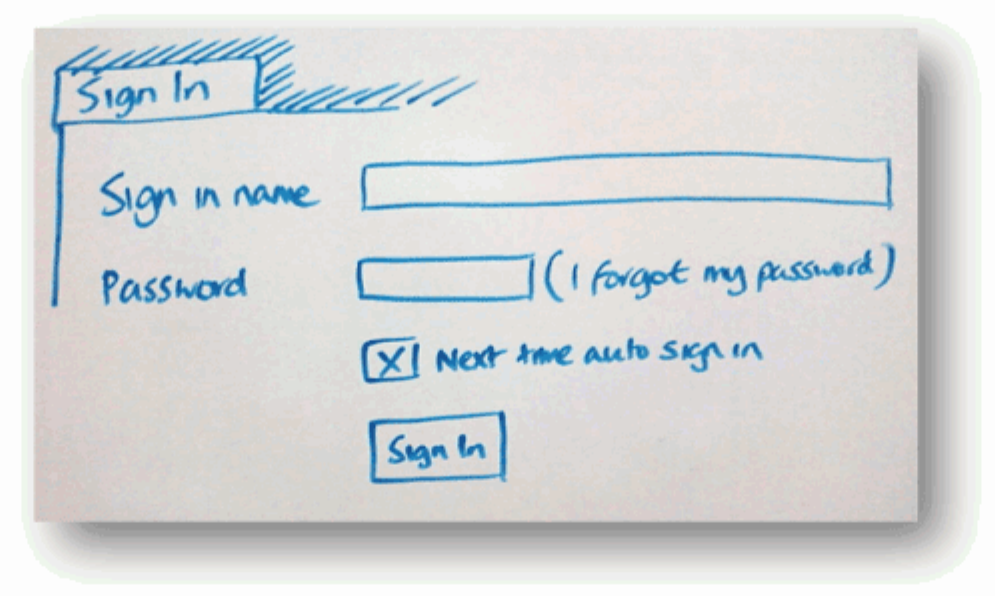 Sign In
Sign in name
Password (I forgot my password)
X Next time auto sign in
Sign In